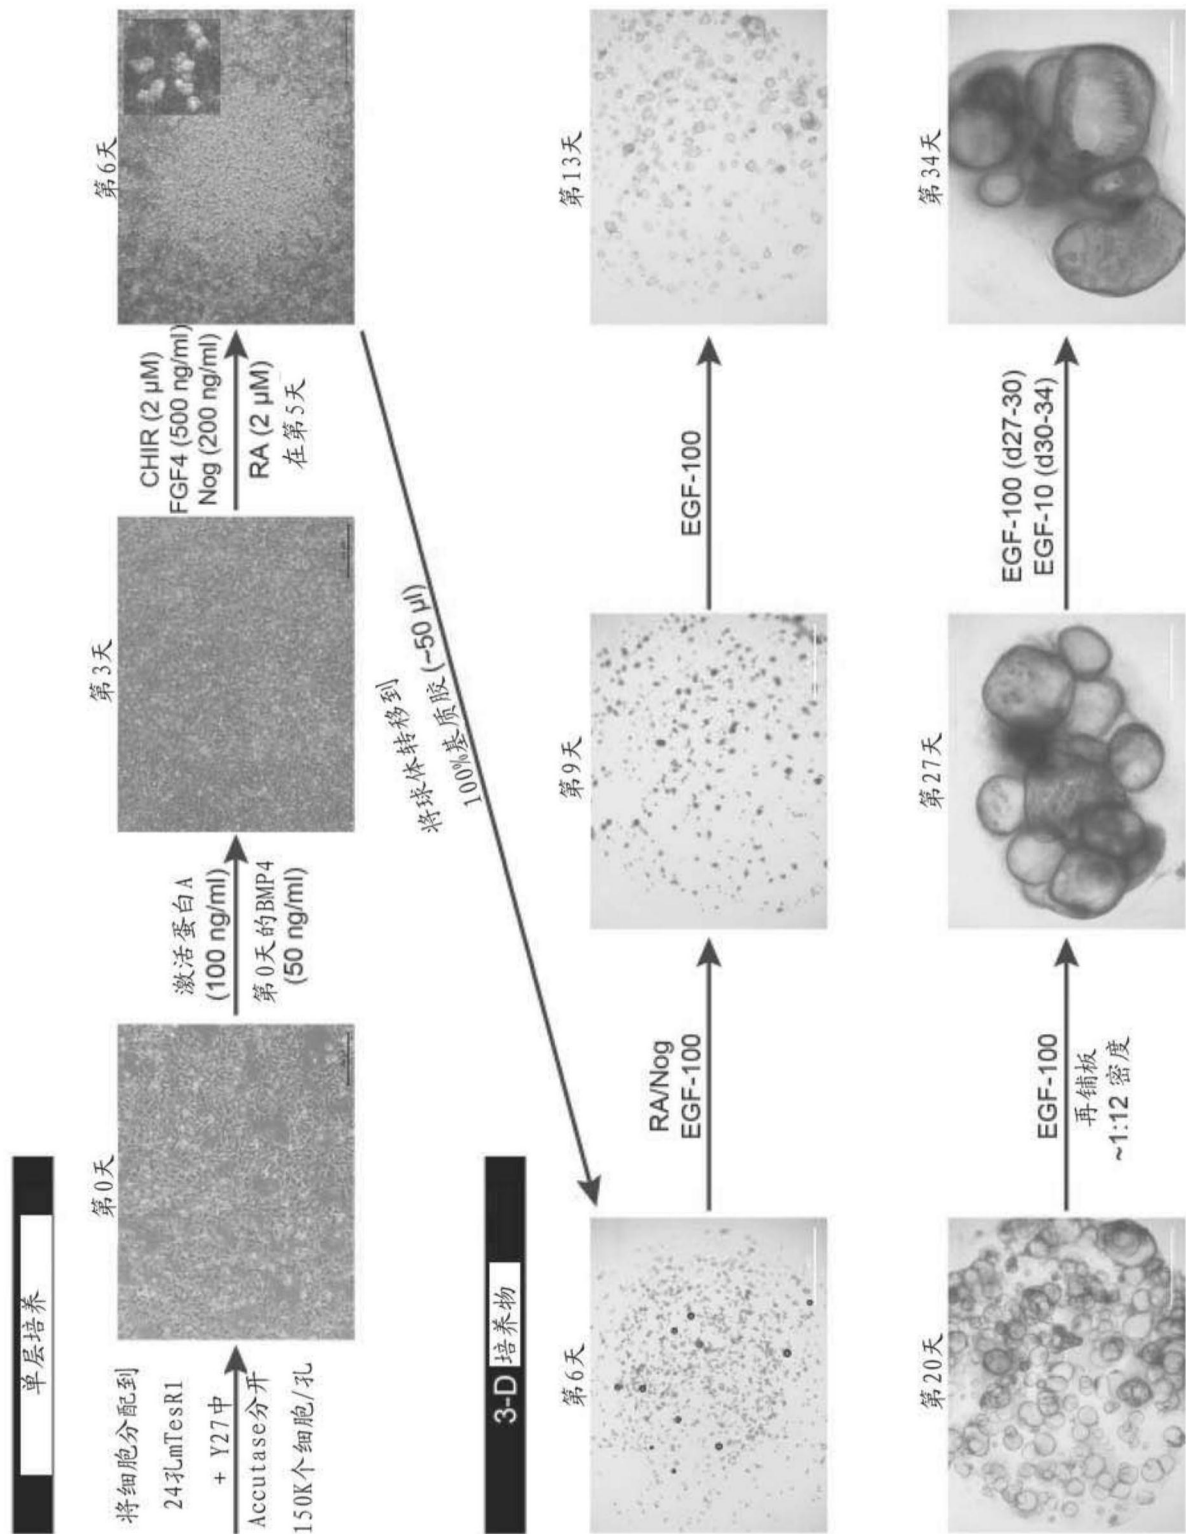 单层培养
将细胞分配到
24孔mTesR1
+ Y27中
Accutase分开
150K个细胞/孔
第0天
激活蛋白A
(100 ng/ml)
第0天的BMP4
(50 ng/ml)
第3天
CHIR (2 μM)
FGF4 (500 ng/ml)
Nog (200 ng/ml)
RA (2 μM)
在第5天
第6天
将球体转移到
100%基质胶 (~50 μl)
3-D 培养物
第6天
RA/Nog
EGF-100
第9天
EGF-100
第13天
第20天
EGF-100
再铺板
~1:12 密度
第27天
EGF-100 (d27-30)
EGF-10 (d30-34)
第34天